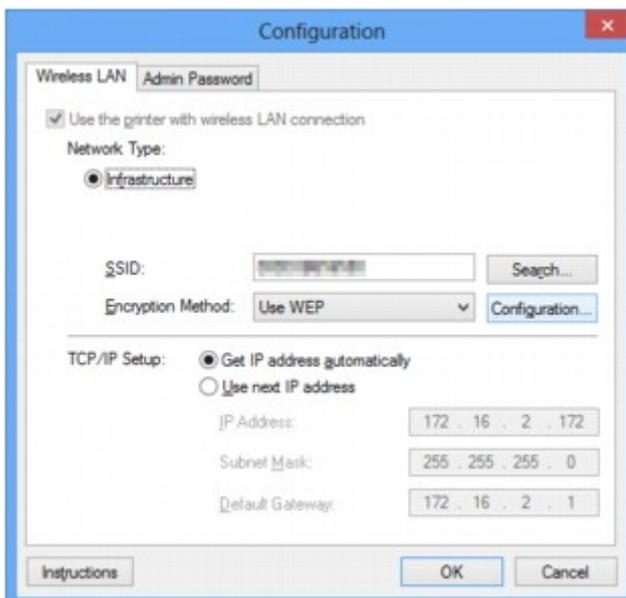 Configuration
Wireless LAN Admin Password
Use the printer with wireless LAN connection
Network Type:
Infrastructure
SSID: Search...
Encryption Method: Use WEP Configuration...
TCP/IP Setup: Get IP address automatically
Use next IP address
IP Address: 172 . 16 . 2 . 172
Subnet Mask: 255 . 255 . 255 . 0
Default Gateway: 172 . 16 . 2 . 1
Instructions OK Cancel